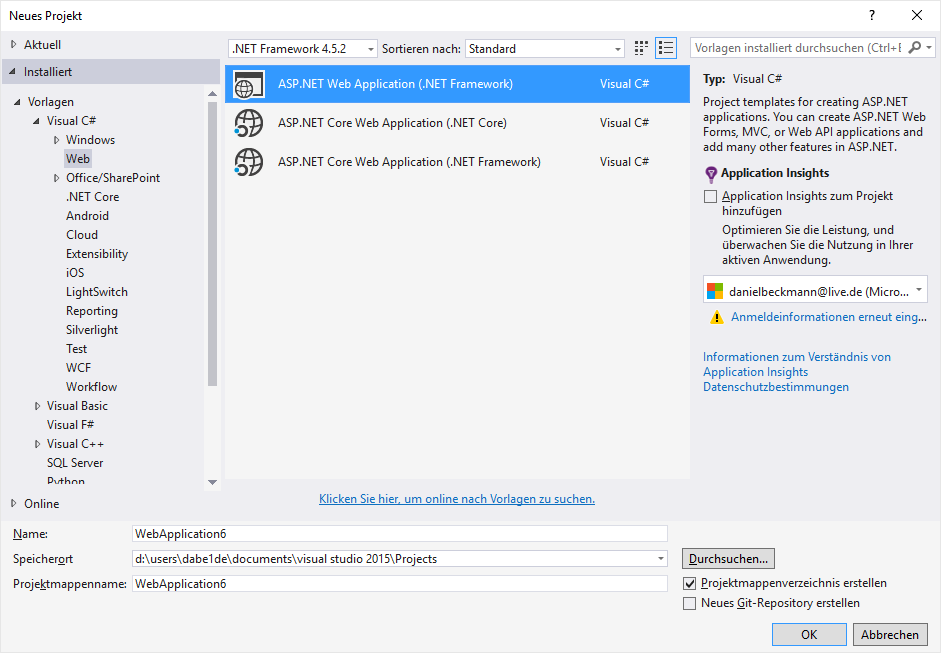 Neues Projekt
? 
Aktuell
.NET Framework 4.5.2
Sortieren nach:
Standard
Vorlagen installiert durchsuchen (Ctrl+E
Installiert
Vorlagen
Visual C#
Windows
Web
Office/SharePoint
.NET Core
Android
Cloud
Extensibility
iOS
LightSwitch
Reporting
Silverlight
Test
WCF
Workflow
Visual Basic
Visual F#
Visual C++
SQL Server
Python
Online
ASP.NET Web Application (.NET Framework) Visual C#
ASP.NET Core Web Application (.NET Core) Visual C#
ASP.NET Core Web Application (.NET Framework) Visual C#
Klicken Sie hier, um online nach Vorlagen zu suchen.
Typ: Visual C#
Project templates for creating ASP.NET
applications. You can create ASP.NET Web
Forms, MVC, or Web API applications and
add many other features in ASP.NET.
Application Insights
Application Insights zum Projekt
hinzufügen
Optimieren Sie die Leistung, und
überwachen Sie die Nutzung in Ihrer
aktiven Anwendung.
danielbeckmann@live.de (Micro...
Anmeldeinformationen erneut eing...
Informationen zum Verständnis von
Application Insights
Datenschutzbestimmungen
Name: WebApplication6
Speicherort d:\users\dabe1de\documents\visual studio 2015\Projects
Durchsuchen...
Projektmappenname: WebApplication6
Projektmappenverzeichnis erstellen
Neues Git-Repository erstellen
OK
Abbrechen